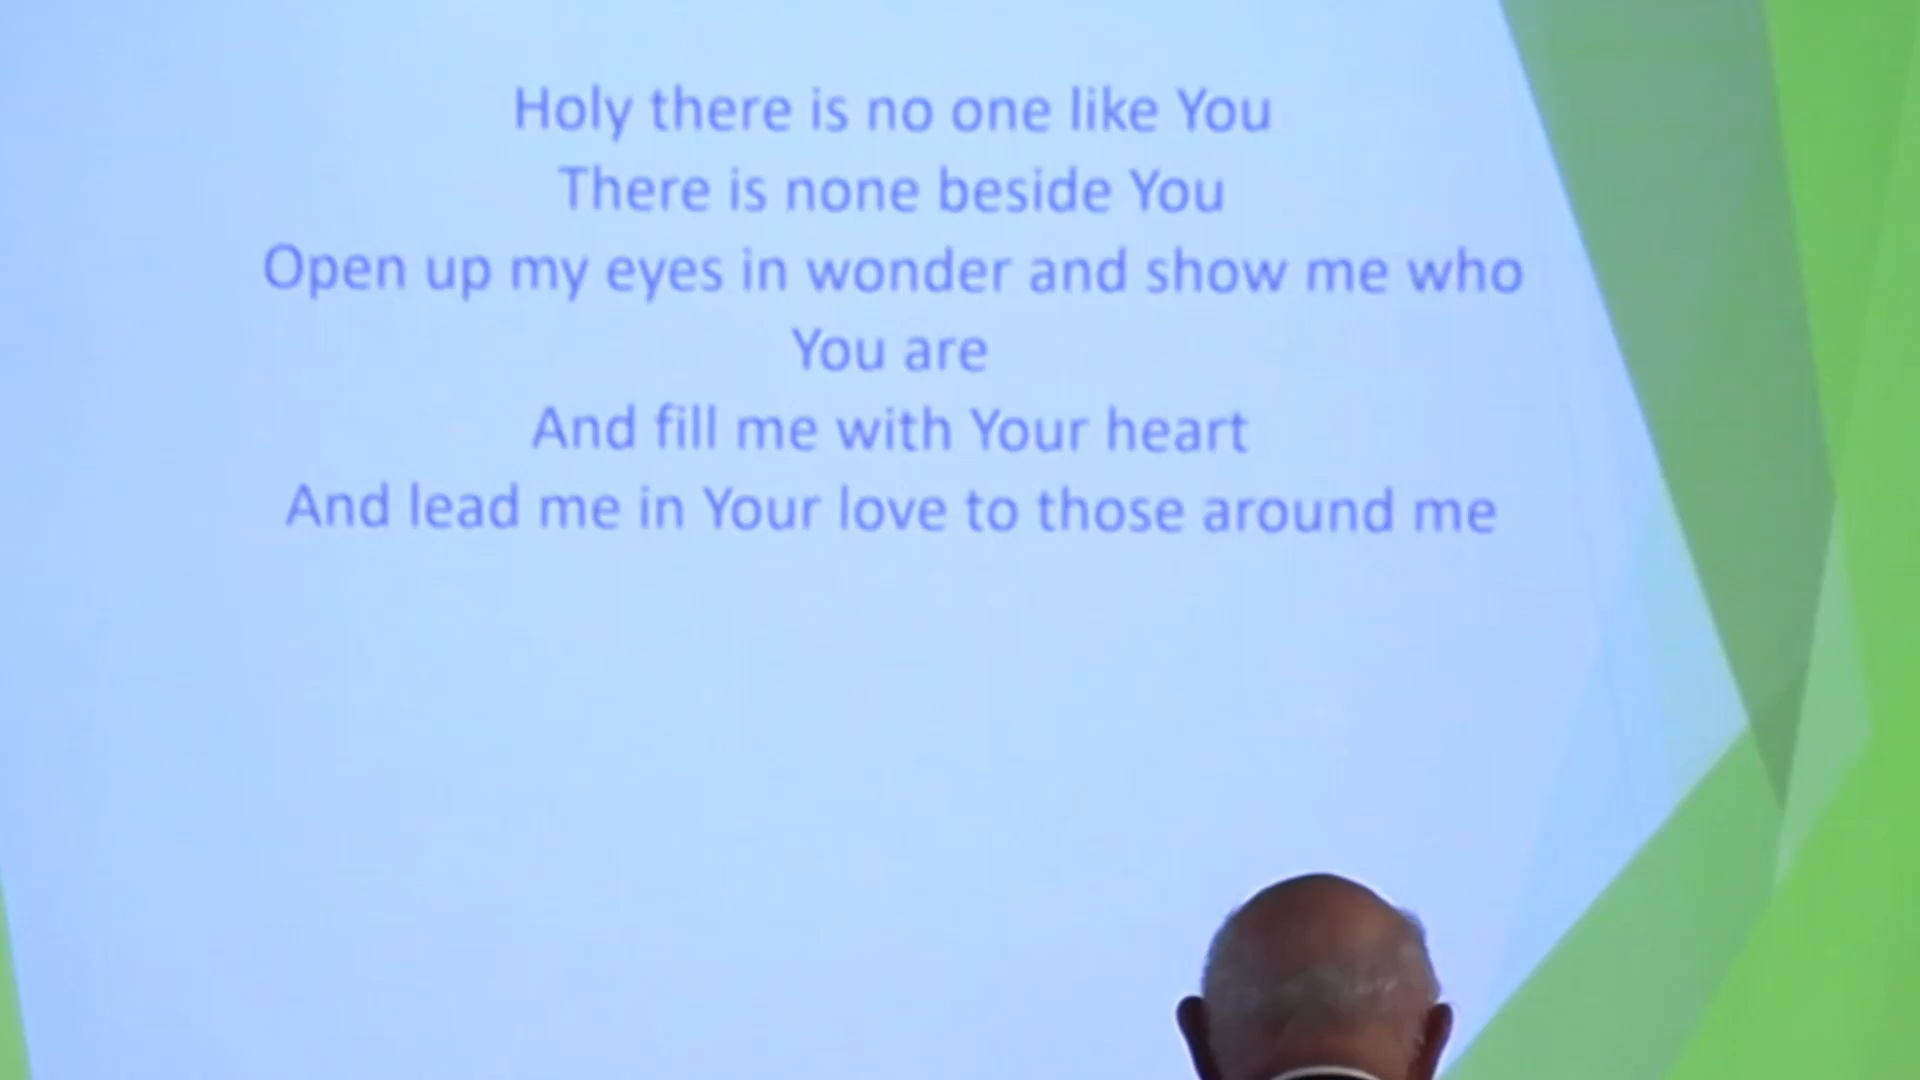 Holy there is no one like You
There is none beside You
Open up my eyes in wonder and show me who
You are
And fill me with Your heart
And lead me in Your love to those around me